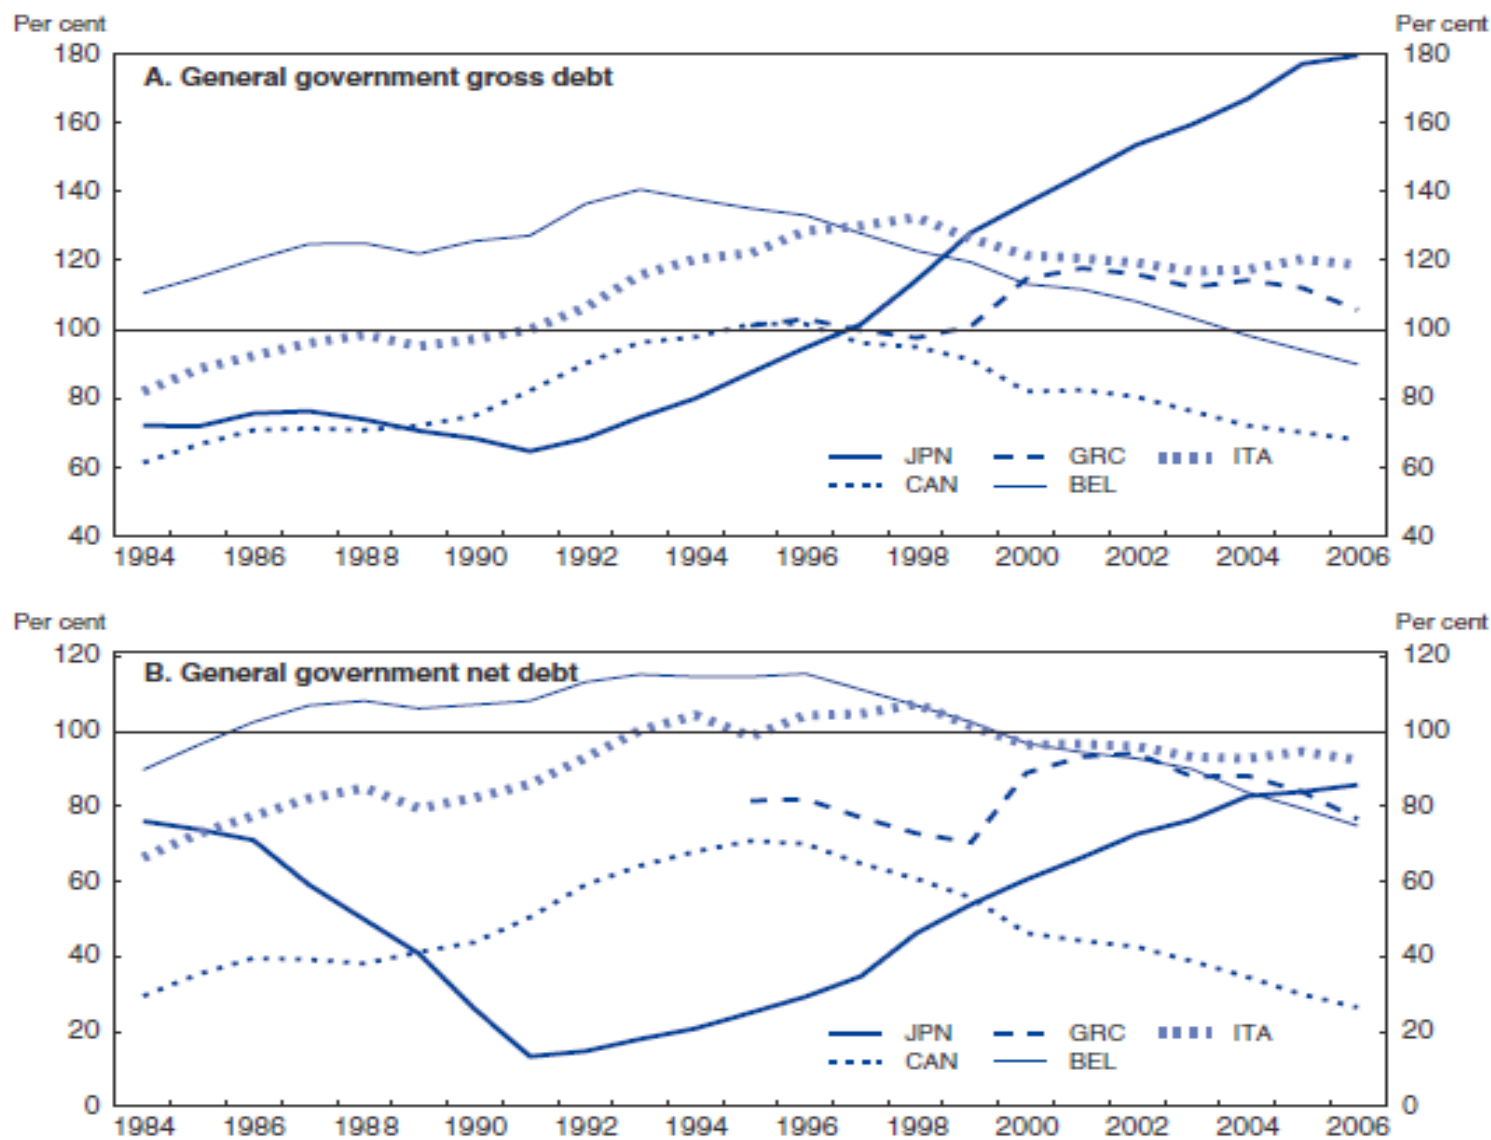 Per cent Per cent
180 A. General government gross debt 180
160 160
140 140
120 120
100 100
80 80
60 JPN GRC ITA 60
CAN BEL
40 40
1984 1986 1988 1990 1992 1994 1996 1998 2000 2002 2004 2006
Per cent Per cent
120 B. General government net debt 120
100 100
80 80
60 60
40 40
20 JPN GRC ITA 20
CAN BEL
0 0
1984 1986 1988 1990 1992 1994 1996 1998 2000 2002 2004 2006